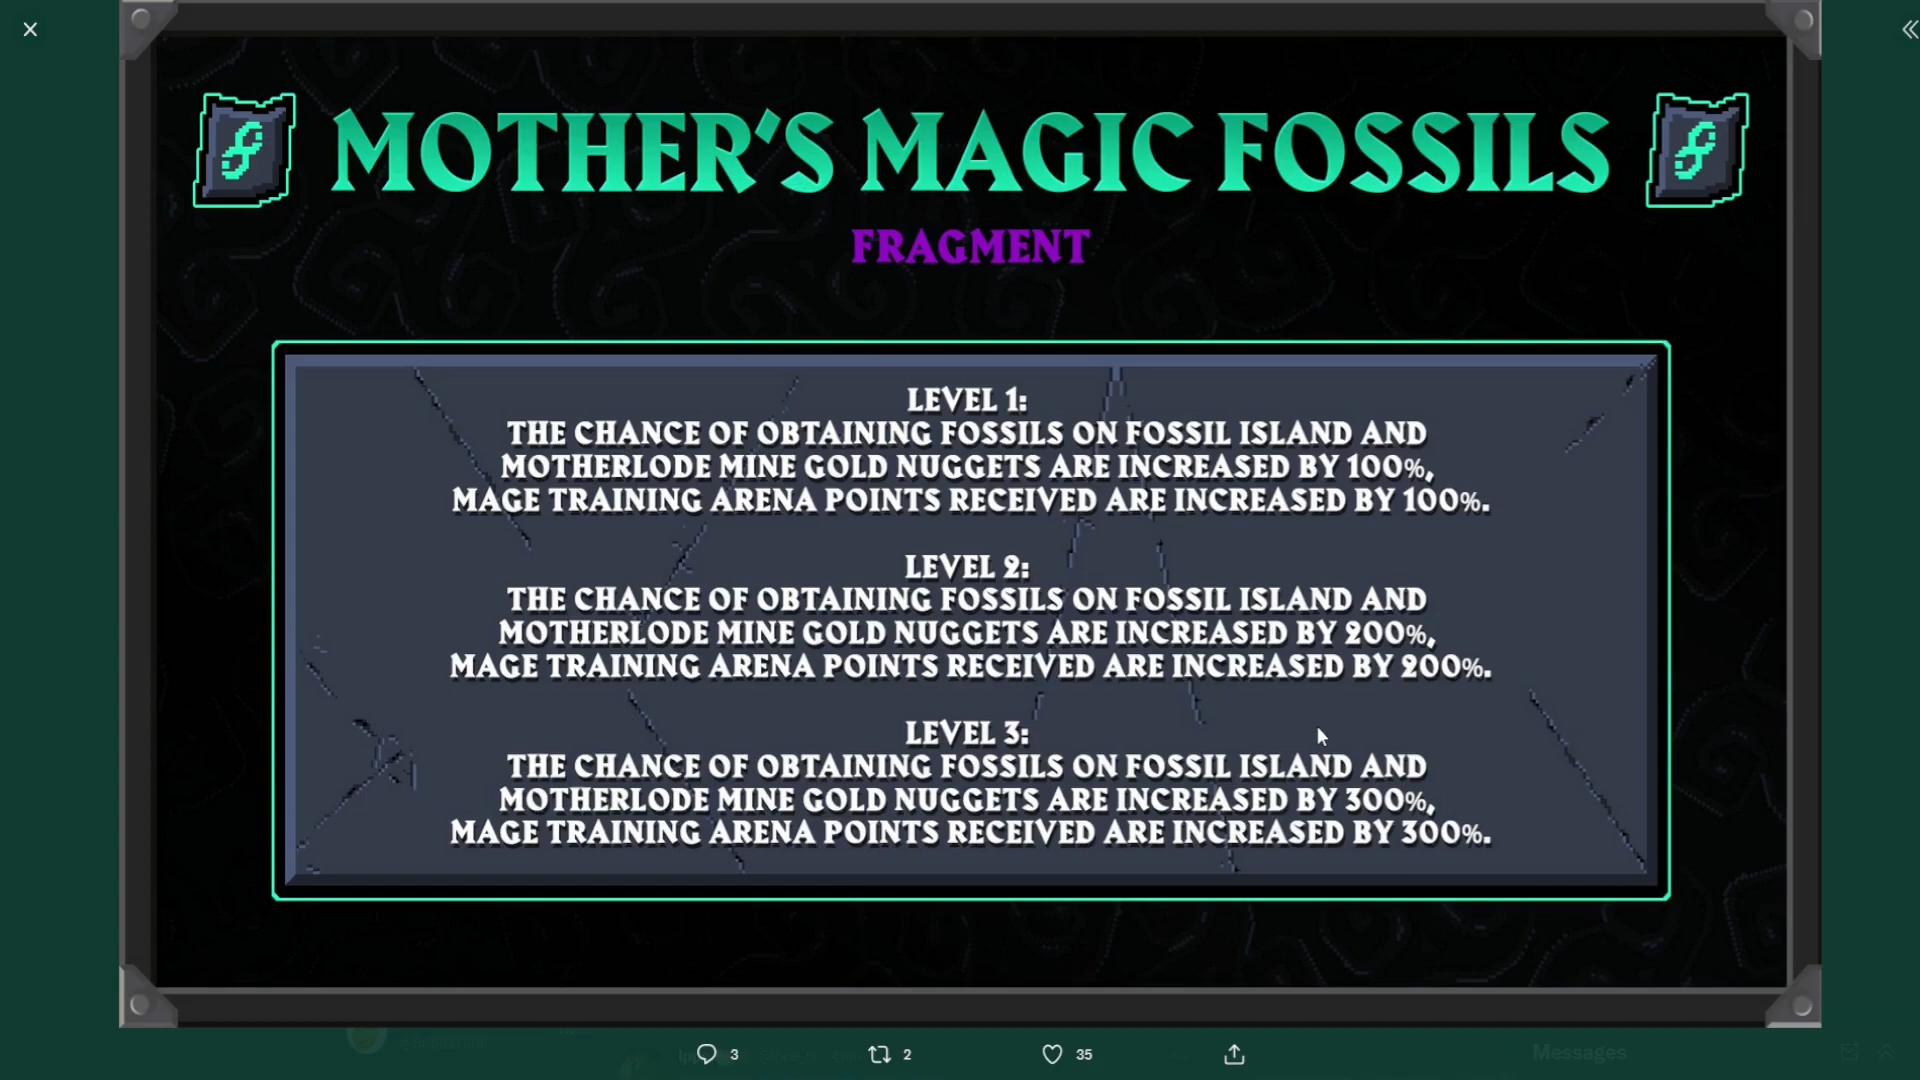 MOTHER'S MAGIC FOSSILS
FRAGMENT
LEVEL 1:
THE CHANCE OF OBTAINING FOSSILS ON FOSSIL ISLAND AND
MOTHERLODE MINE GOLD NUGGETS ARE INCREASED BY 100%,
MAGE TRAINING ARENA POINTS RECEIVED ARE INCREASED BY 100%.
LEVEL 2:
THE CHANCE OF OBTAINING FOSSILS ON FOSSIL ISLAND AND
MOTHERLODE MINE GOLD NUGGETS ARE INCREASED BY 200%,
MAGE TRAINING ARENA POINTS RECEIVED ARE INCREASED BY 200%.
LEVEL 3:
THE CHANCE OF OBTAINING FOSSILS ON FOSSIL ISLAND AND
MOTHERLODE MINE GOLD NUGGETS ARE INCREASED BY 300%,
MAGE TRAINING ARENA POINTS RECEIVED ARE INCREASED BY 300%.
3 2 35
Messages